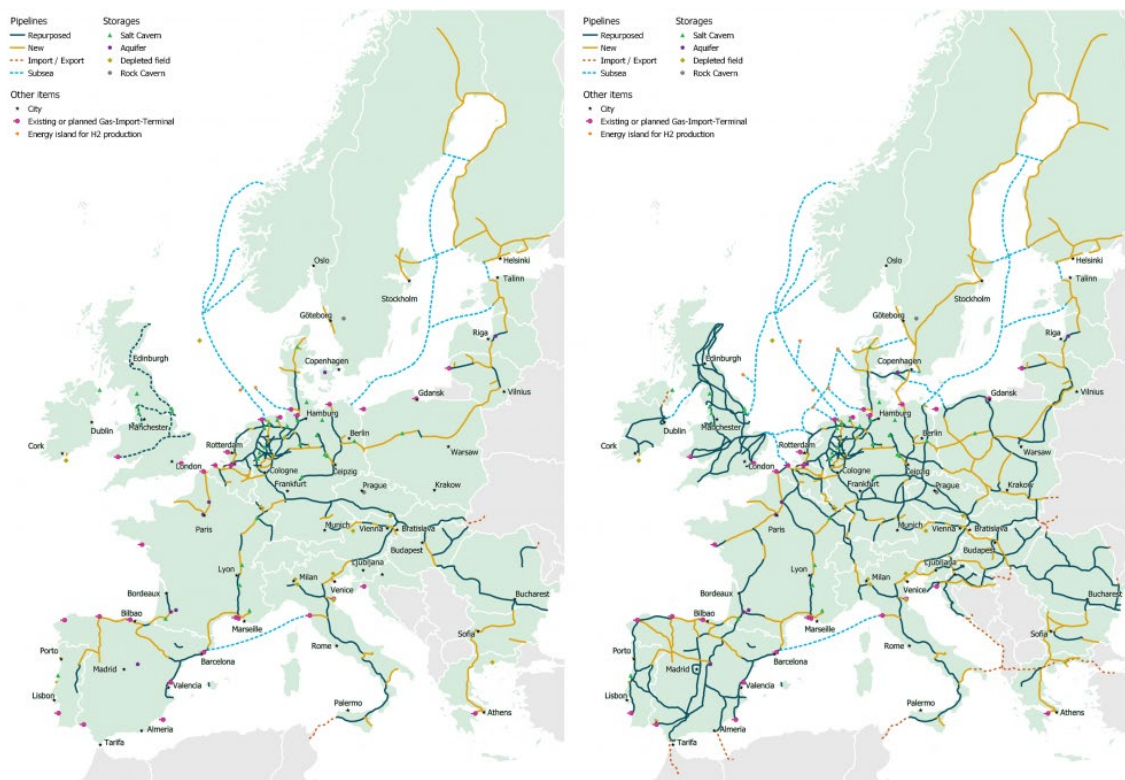 Pipelines
Repurposed
New
Import / Export
Subsea
Storages
Salt Cavern
Aquifer
Depleted field
Rock Cavern
Other items
City
Existing or planned Gas-Import-Terminal
Energy island for H2 production
Oslo
Helsinki
Talinn
Stockholm
Göteborg
Riga
Edinburgh
Copenhagen
Vilnius
Gdansk
Hamburg
Dublin
Manchester
Berlin
Cork
Rotterdam
Warsaw
London
Cologne
Leipzig
Frankfurt
Prague
Krakow
Paris
Munich
Vienna
Bratislava
Budapest
Lyon
Ljubljana
Milan
Venice
Bordeaux
Bucharest
Bilbao
Marseille
Sofia
Porto
Rome
Madrid
Barcelona
Valencia
Lisbon
Palermo
Athens
Almeria
Tarifa
Pipelines
Repurposed
New
Import / Export
Subsea
Storages
Salt Cavern
Aquifer
Depleted field
Rock Cavern
Other items
City
Existing or planned Gas-Import-Terminal
Energy island for H2 production
Oslo
Helsinki
Talinn
Stockholm
Göteborg
Riga
Edinburgh
Copenhagen
Vilnius
Gdansk
Hamburg
Dublin
Manchester
Berlin
Cork
Rotterdam
Warsaw
London
Cologne
Leipzig
Frankfurt
Prague
Krakow
Paris
Munich
Vienna
Bratislava
Budapest
Lyon
Ljubljana
Milan
Venice
Bordeaux
Bucharest
Bilbao
Marseille
Sofia
Porto
Rome
Madrid
Barcelona
Valencia
Lisbon
Palermo
Athens
Almeria
Tarifa